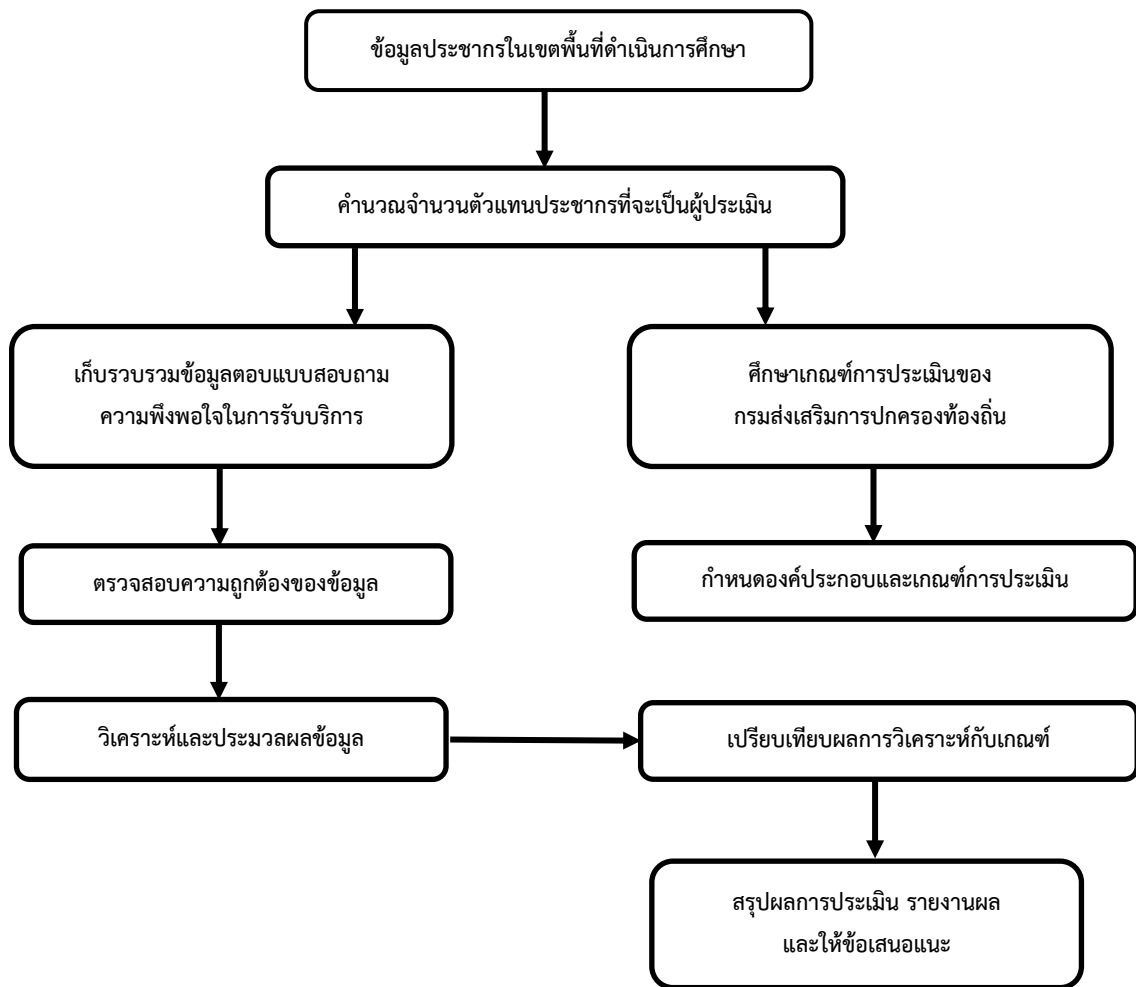 ข้อมูลประชากรในเขตพื้นที่ดำเนินการศึกษา
คำนวณจำนวนตัวแทนประชากรที่จะเป็นผู้ประเมิน
เก็บรวบรวมข้อมูลตอบแบบสอบถาม
ความพึงพอใจในการรับบริการ
ศึกษาเกณฑ์การประเมินของ
กรมส่งเสริมการปกครองท้องถิ่น
ตรวจสอบความถูกต้องของข้อมูล
กำหนดองค์ประกอบและเกณฑ์การประเมิน
วิเคราะห์และประมวลผลข้อมูล
เปรียบเทียบผลการวิเคราะห์กับเกณฑ์
สรุปผลการประเมิน รายงานผล
และให้ข้อเสนอแนะ